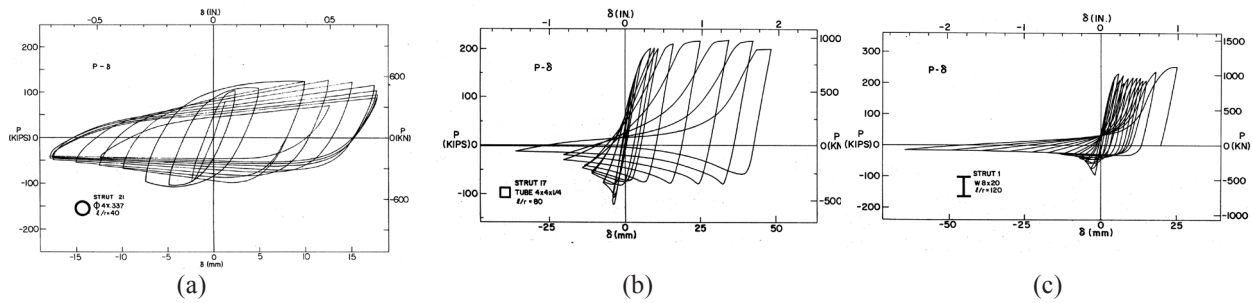 δ (IN.)
-0.5 0 0.5
200
P-δ
100
600
P
(KIPS) 0
P
0(KN)
-100
STRUT 21
Φ 4x.337
ℓ/r=40
-600
-200
-15 -10 -5 0 5 10 15
δ (mm)
(a)
δ (IN.)
-1 0 1 2
200
P-δ
1000
100
500
P
(KIPS) 0
P
0(KN
-100
STRUT 17
TUBE 4x4x1/4
ℓ/r = 80
-500
-25 0 25 50
δ (mm)
(b)
δ (IN.)
-2 -1 0 1
300
P-δ
1500
200
1000
100
500
P
(KIPS) 0
P
0(KN)
-100
STRUT 1
W8x20
ℓ/r=120
-500
-200
-1000
-50 -25 0 25
δ (mm)
(c)